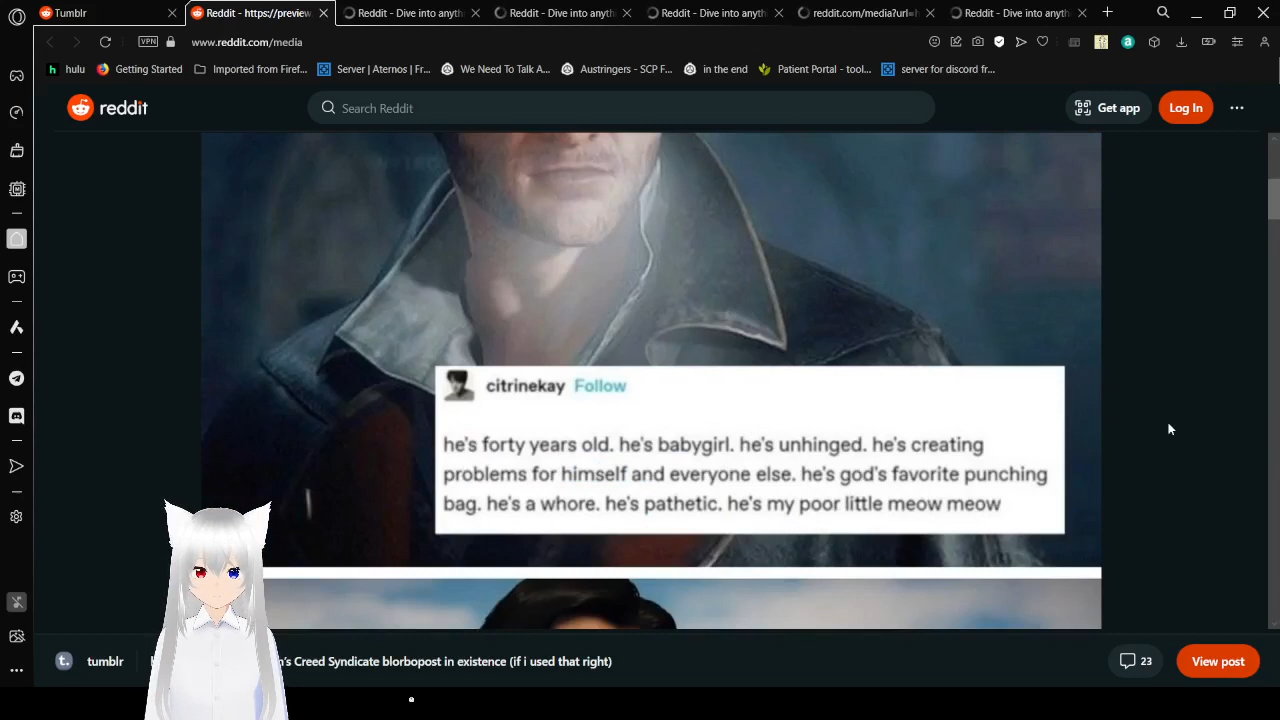 Tumblr
Reddit - https://preview
Reddit - Dive into anyth
Reddit - Dive into anyth
Reddit - Dive into anyth
reddit.com/media?url=h
Reddit - Dive into anyth
VPN
www.reddit.com/media
hulu
Getting Started
Imported from Firef...
Server | Aternos | Fr...
We Need To Talk A...
Austringers - SCP F...
in the end
Patient Portal - tool...
server for discord fr...
reddit
Search Reddit
Get app
Log In
citrinekay Follow
he's forty years old. he's babygirl. he's unhinged. he's creating
problems for himself and everyone else. he's god's favorite punching
bag. he's a whore. he's pathetic. he's my poor little meow meow
tumblr
n's Creed Syndicate blorbopost in existence (if i used that right)
23
View post